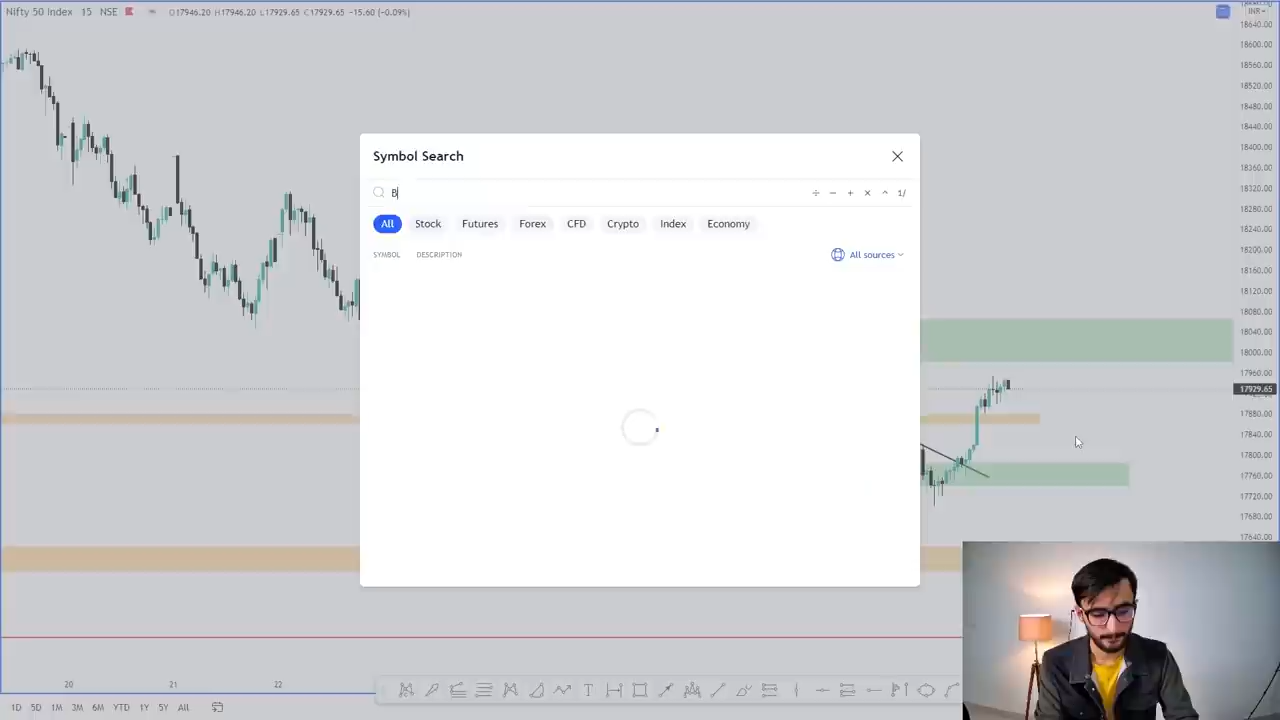 Nifty 50 Index 15 NSE O17946.20 H17946.20 L17929.65 C17929.65 −15.60 (−0.09%)
INR
18640.00
18600.00
18560.00
18520.00
18480.00
18440.00
18400.00
18360.00
18320.00
18280.00
18240.00
18200.00
18160.00
18120.00
18080.00
18040.00
18000.00
17960.00
17929.65
17880.00
17840.00
17800.00
17760.00
17720.00
17680.00
17640.00
Symbol Search
B
÷ − + × ^ 1/
All Stock Futures Forex CFD Crypto Index Economy
SYMBOL DESCRIPTION All sources
20 21 22
1D 5D 1M 3M 6M YTD 1Y 5Y All